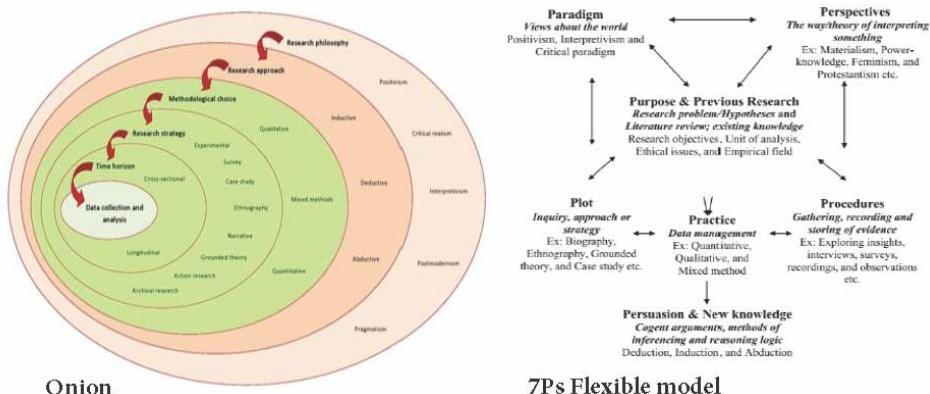 Research philosophy
Research approach
Positivism
Methodological choice
Qualitative
Inductive
Research strategy
Critical realism
Experimental
Survey
Time horizon
Cross-sectional
Case study
Deductive
Interpretivism
Mixed methods
Data collection and
analysis
Ethnography
Narrative
Longitudinal
Grounded theory
Abductive
Postmodernism
Action research
Quantitative
Archival research
Pragmatism
Onion
Paradigm
Views about the world
Positivism, Interpretivism and
Critical paradigm
Perspectives
The way/theory of interpreting
something
Ex: Materialism, Power-
knowledge, Feminism, and
Protestantism etc.
Purpose & Previous Research
Research problem/Hypotheses and
Literature review; existing knowledge
Research objectives, Unit of analysis,
Ethical issues, and Empirical field
Plot
Inquiry, approach or
strategy
Ex: Biography,
Ethnography, Grounded
theory, and Case study etc.
Practice
Data management
Ex: Quantitative,
Qualitative, and
Mixed method
Procedures
Gathering, recording and
storing of evidence
Ex: Exploring insights,
interviews, surveys,
recordings, and observations
etc.
Persuasion & New knowledge
Cogent arguments, methods of
inferencing and reasoning logic
Deduction, Induction, and Abduction
7Ps Flexible model